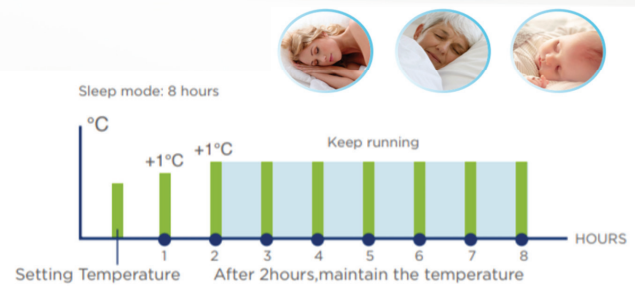 Sleep mode: 8 hours
°C
+1°C
+1°C
Keep running
1 2 3 4 5 6 7 8
HOURS
Setting Temperature
After 2hours,maintain the temperature